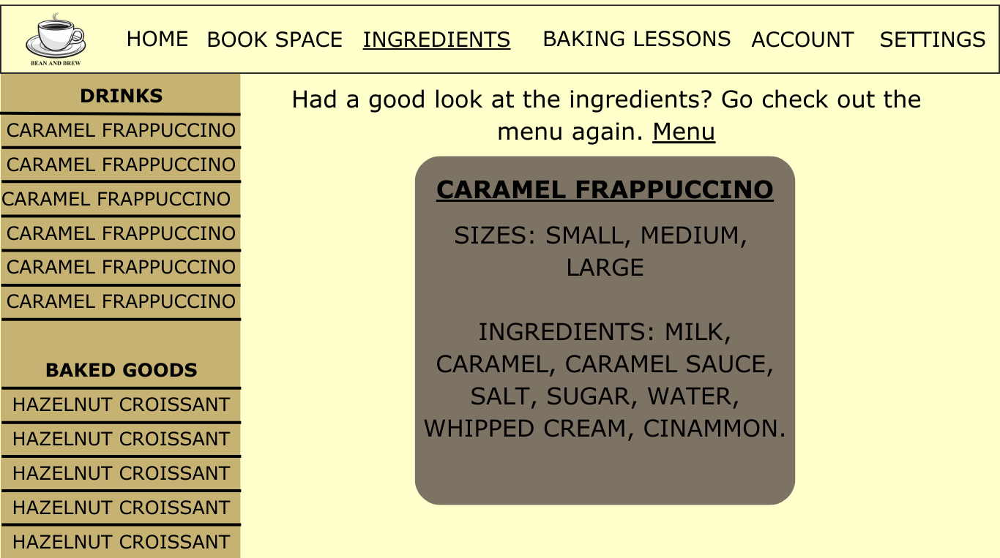 BEAN AND BREW
HOME BOOK SPACE INGREDIENTS BAKING LESSONS ACCOUNT SETTINGS
DRINKS
CARAMEL FRAPPUCCINO
CARAMEL FRAPPUCCINO
CARAMEL FRAPPUCCINO
CARAMEL FRAPPUCCINO
CARAMEL FRAPPUCCINO
CARAMEL FRAPPUCCINO
BAKED GOODS
HAZELNUT CROISSANT
HAZELNUT CROISSANT
HAZELNUT CROISSANT
HAZELNUT CROISSANT
HAZELNUT CROISSANT
Had a good look at the ingredients? Go check out the
menu again. Menu
CARAMEL FRAPPUCCINO
SIZES: SMALL, MEDIUM,
LARGE
INGREDIENTS: MILK,
CARAMEL, CARAMEL SAUCE,
SALT, SUGAR, WATER,
WHIPPED CREAM, CINAMMON.